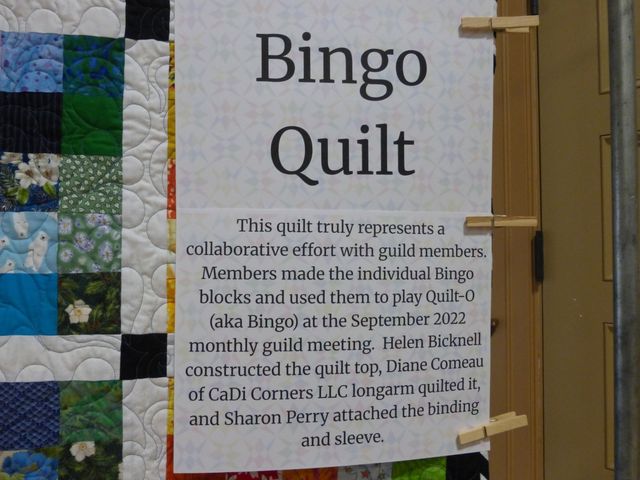 Bingo
Quilt
This quilt truly represents a
collaborative effort with guild members.
Members made the individual Bingo
blocks and used them to play Quilt-O
(aka Bingo) at the September 2022
monthly guild meeting.  Helen Bicknell
constructed the quilt top, Diane Comeau
of CaDi Corners LLC longarm quilted it,
and Sharon Perry attached the binding
and sleeve.